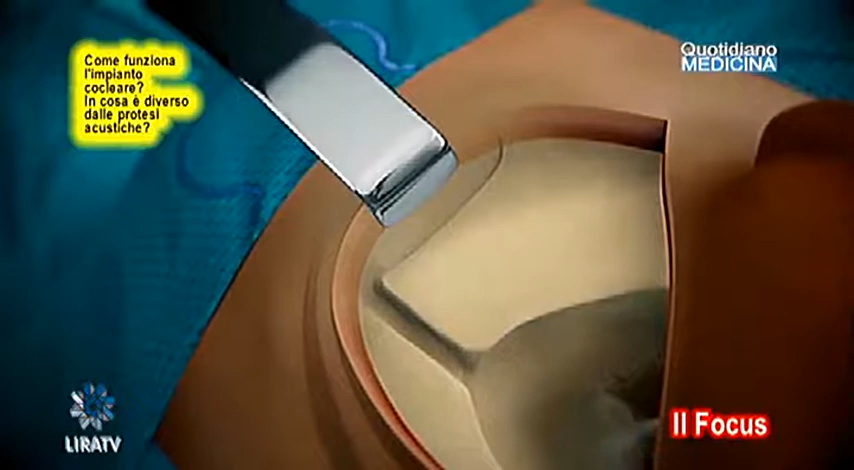 Come funziona
l'impianto
cocleare?
In cosa è diverso
dalle protesi
acustiche?
Quotidiano
MEDICINA
LIRATV
Il Focus